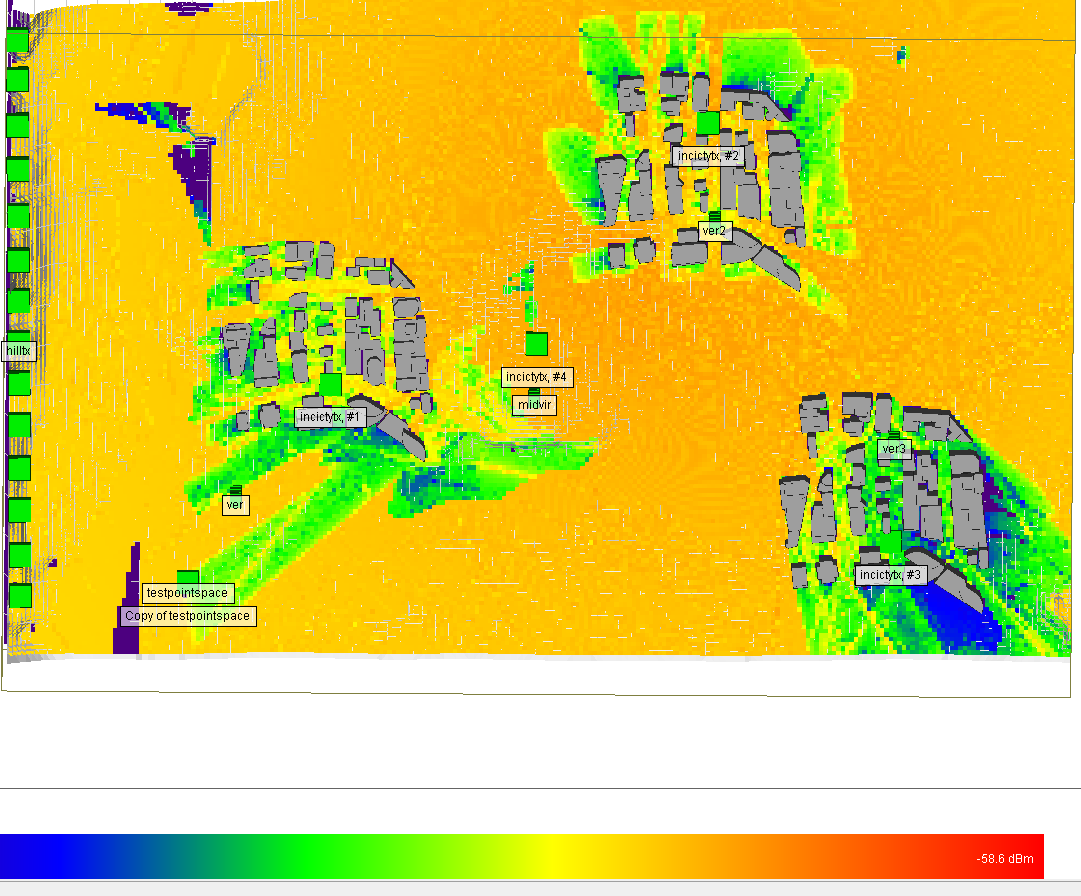 incictytx, #2
ver2
hilltx
incictytx, #4
midvir
incictytx, #1
ver3
ver
incictytx, #3
testpointspace
Copy of testpointspace
-58.6 dBm